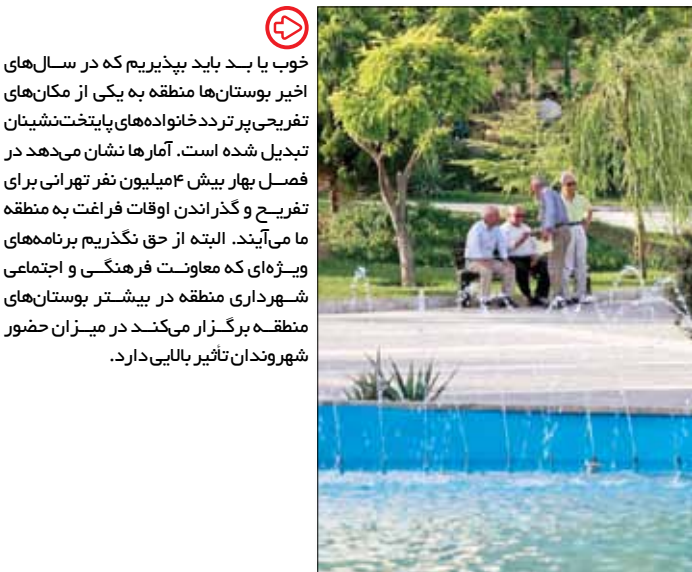 خوب یا بد باید بپذیریم که در سال‌های
اخیر بوستان‌ها منطقه به یکی از مکان‌های
تفریحی پر تردد خانواده‌های پایتخت‌نشینان
تبدیل شده است. آمارها نشان می‌دهد در
فصل بهار بیش ۴میلیون نفر تهرانی برای
تفریح و گذراندن اوقات فراغت به منطقه
ما می‌آیند. البته از حق نگذریم برنامه‌های
ویژه‌ای که معاونت فرهنگی و اجتماعی
شهرداری منطقه در بیشتر بوستان‌های
منطقه برگزار می‌کند در میزان حضور
شهروندان تأثیر بالایی دارد.